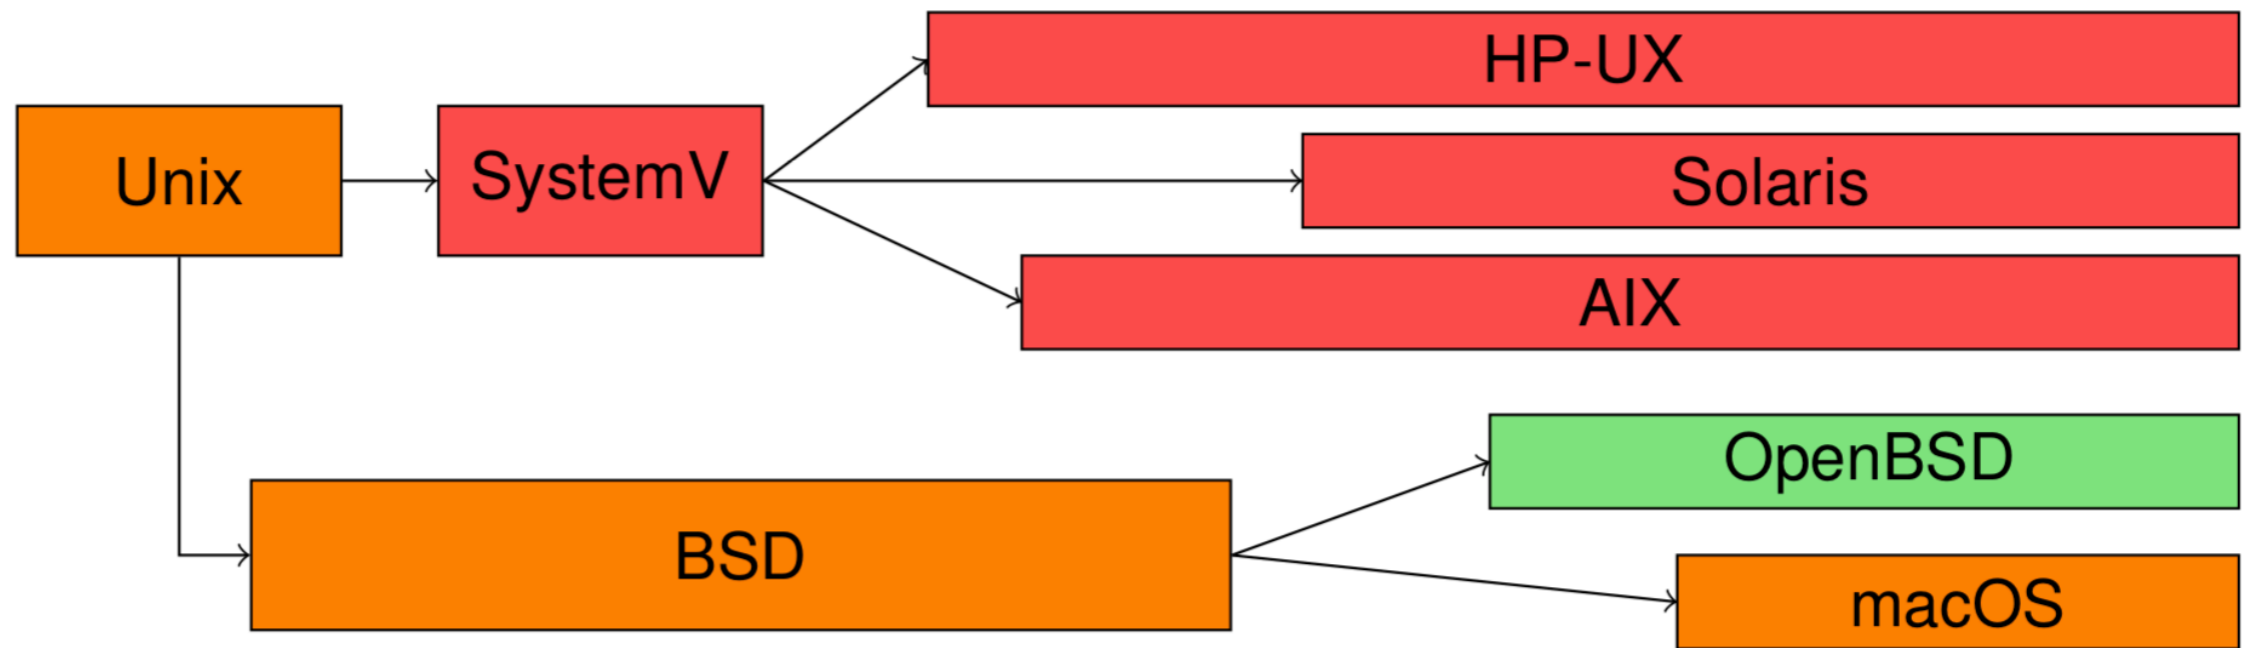 HP-UX
Unix
SystemV
Solaris
AIX
OpenBSD
BSD
macOS